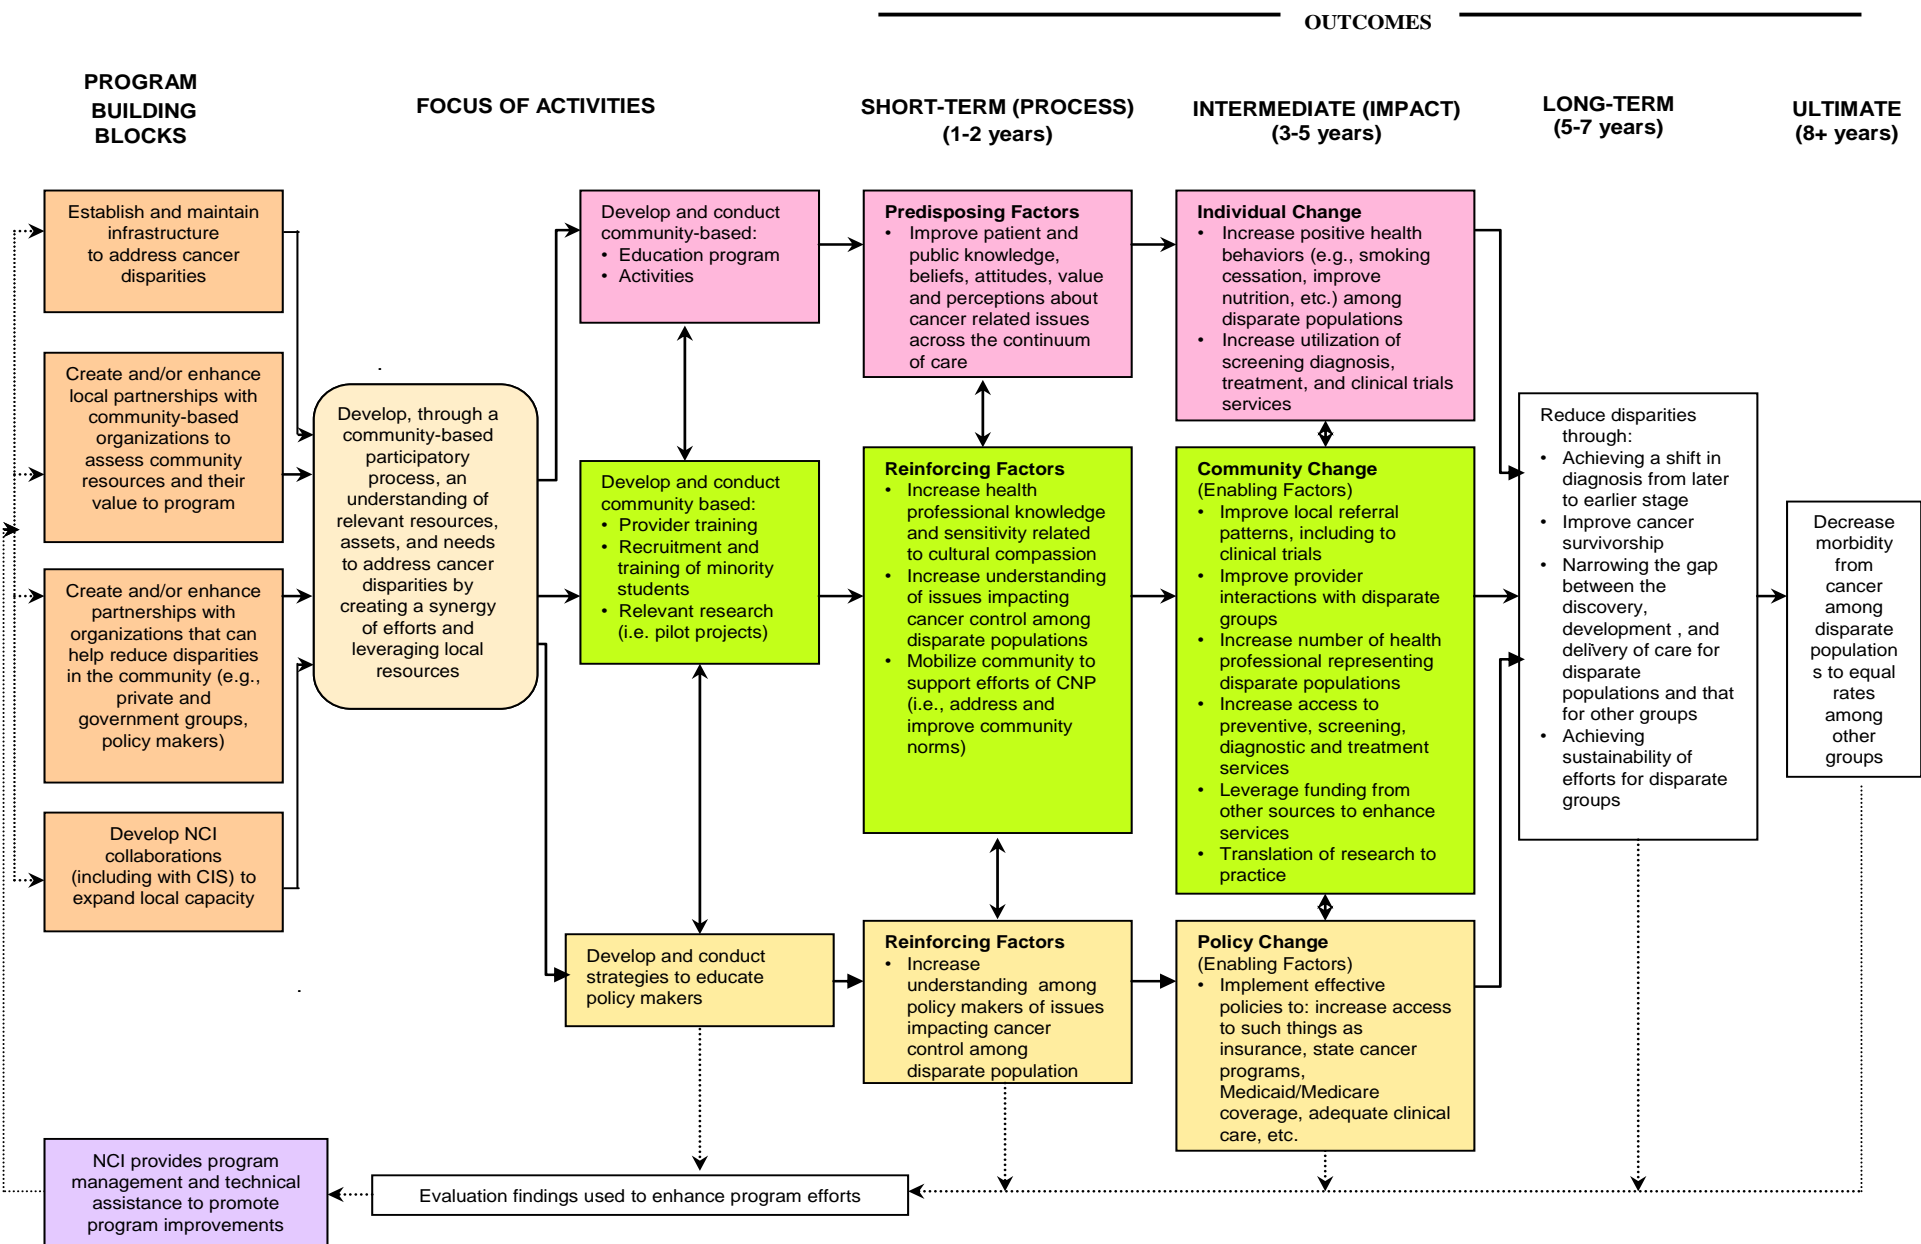 OUTCOMES
PROGRAM
BUILDING
BLOCKS
FOCUS OF ACTIVITIES
SHORT-TERM (PROCESS)
(1-2 years)
INTERMEDIATE (IMPACT)
(3-5 years)
LONG-TERM
(5-7 years)
ULTIMATE
(8+ years)
Establish and maintain
infrastructure
to address cancer
disparities
Create and/or enhance
local partnerships with
community-based
organizations to
assess community
resources and their
value to program
Create and/or enhance
partnerships with
organizations that can
help reduce disparities
in the community (e.g.,
private and
government groups,
policy makers)
Develop NCI
collaborations
(including with CIS) to
expand local capacity
Develop, through a
community-based
participatory
process, an
understanding of
relevant resources,
assets, and needs
to address cancer
disparities by
creating a synergy
of efforts and
leveraging local
resources
Develop and conduct
community-based:
• Education program
• Activities
Develop and conduct
community based:
• Provider training
• Recruitment and
training of minority
students
• Relevant research
(i.e. pilot projects)
Develop and conduct
strategies to educate
policy makers
Predisposing Factors
• Improve patient and
public knowledge,
beliefs, attitudes, value
and perceptions about
cancer related issues
across the continuum
of care
Reinforcing Factors
• Increase health
professional knowledge
and sensitivity related
to cultural compassion
• Increase understanding
of issues impacting
cancer control among
disparate populations
• Mobilize community to
support efforts of CNP
(i.e., address and
improve community
norms)
Reinforcing Factors
• Increase
understanding among
policy makers of issues
impacting cancer
control among
disparate population
Individual Change
• Increase positive health
behaviors (e.g., smoking
cessation, improve
nutrition, etc.) among
disparate populations
• Increase utilization of
screening diagnosis,
treatment, and clinical trials
services
Community Change
(Enabling Factors)
• Improve local referral
patterns, including to
clinical trials
• Improve provider
interactions with disparate
groups
• Increase number of health
professional representing
disparate populations
• Increase access to
preventive, screening,
diagnostic and treatment
services
• Leverage funding from
other sources to enhance
services
• Translation of research to
practice
Policy Change
(Enabling Factors)
• Implement effective
policies to: increase access
to such things as
insurance, state cancer
programs,
Medicaid/Medicare
coverage, adequate clinical
care, etc.
Reduce disparities
through:
• Achieving a shift in
diagnosis from later
to earlier stage
• Improve cancer
survivorship
• Narrowing the gap
between the
discovery,
development , and
delivery of care for
disparate
populations and that
for other groups
• Achieving
sustainability of
efforts for disparate
groups
Decrease
morbidity
from
cancer
among
disparate
population
s to equal
rates
among
other
groups
NCI provides program
management and technical
assistance to promote
program improvements
Evaluation findings used to enhance program efforts